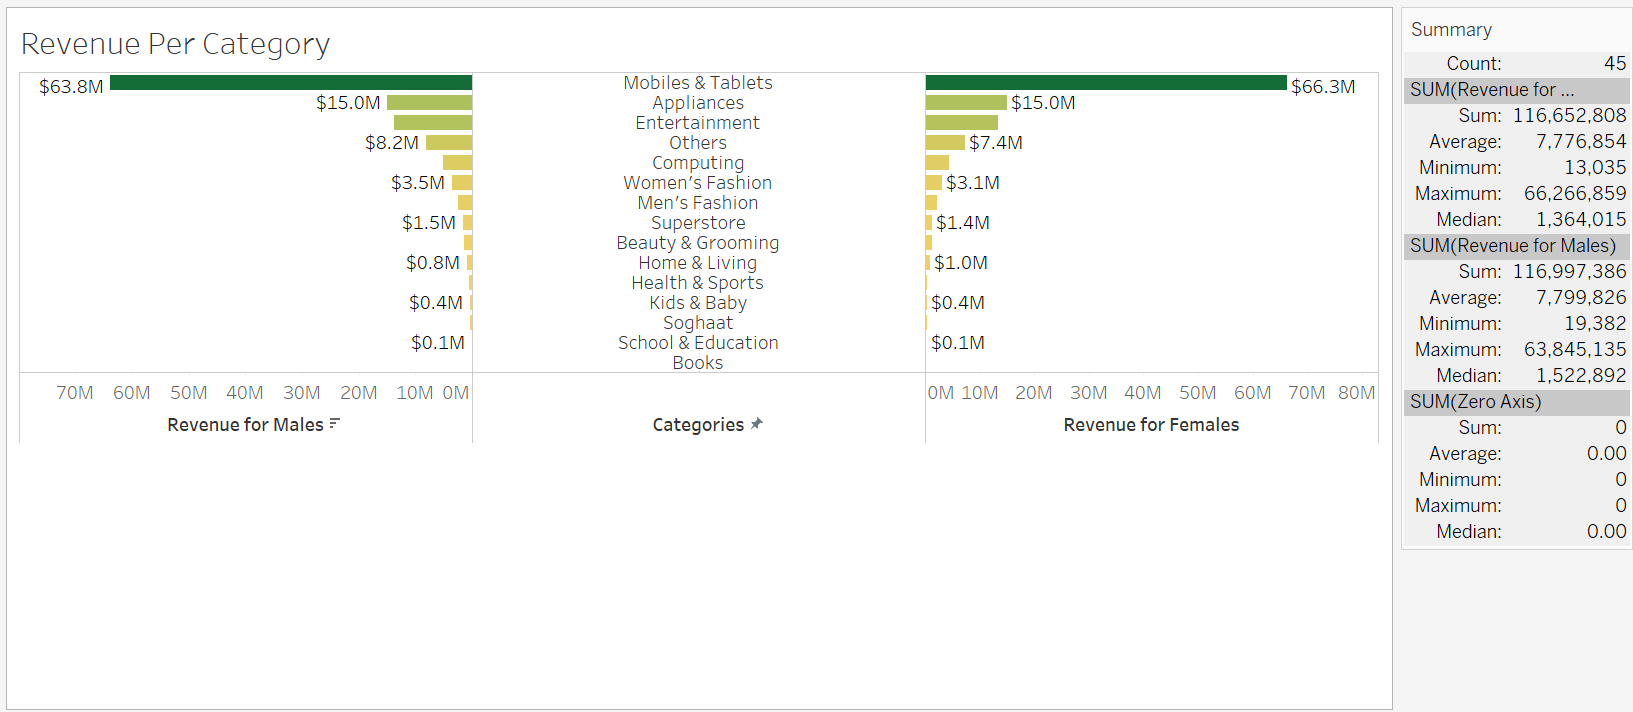 Revenue Per Category
$63.8M Mobiles & Tablets $66.3M
$15.0M Appliances $15.0M
Entertainment
$8.2M Others $7.4M
Computing
$3.5M Women's Fashion $3.1M
Men's Fashion
$1.5M Superstore $1.4M
Beauty & Grooming
$0.8M Home & Living $1.0M
Health & Sports
$0.4M Kids & Baby $0.4M
Soghaat
$0.1M School & Education $0.1M
Books
70M 60M 50M 40M 30M 20M 10M 0M 0M 10M 20M 30M 40M 50M 60M 70M 80M
Revenue for Males Categories Revenue for Females
Summary
Count: 45
SUM(Revenue for ...
Sum: 116,652,808
Average: 7,776,854
Minimum: 13,035
Maximum: 66,266,859
Median: 1,364,015
SUM(Revenue for Males)
Sum: 116,997,386
Average: 7,799,826
Minimum: 19,382
Maximum: 63,845,135
Median: 1,522,892
SUM(Zero Axis)
Sum: 0
Average: 0.00
Minimum: 0
Maximum: 0
Median: 0.00